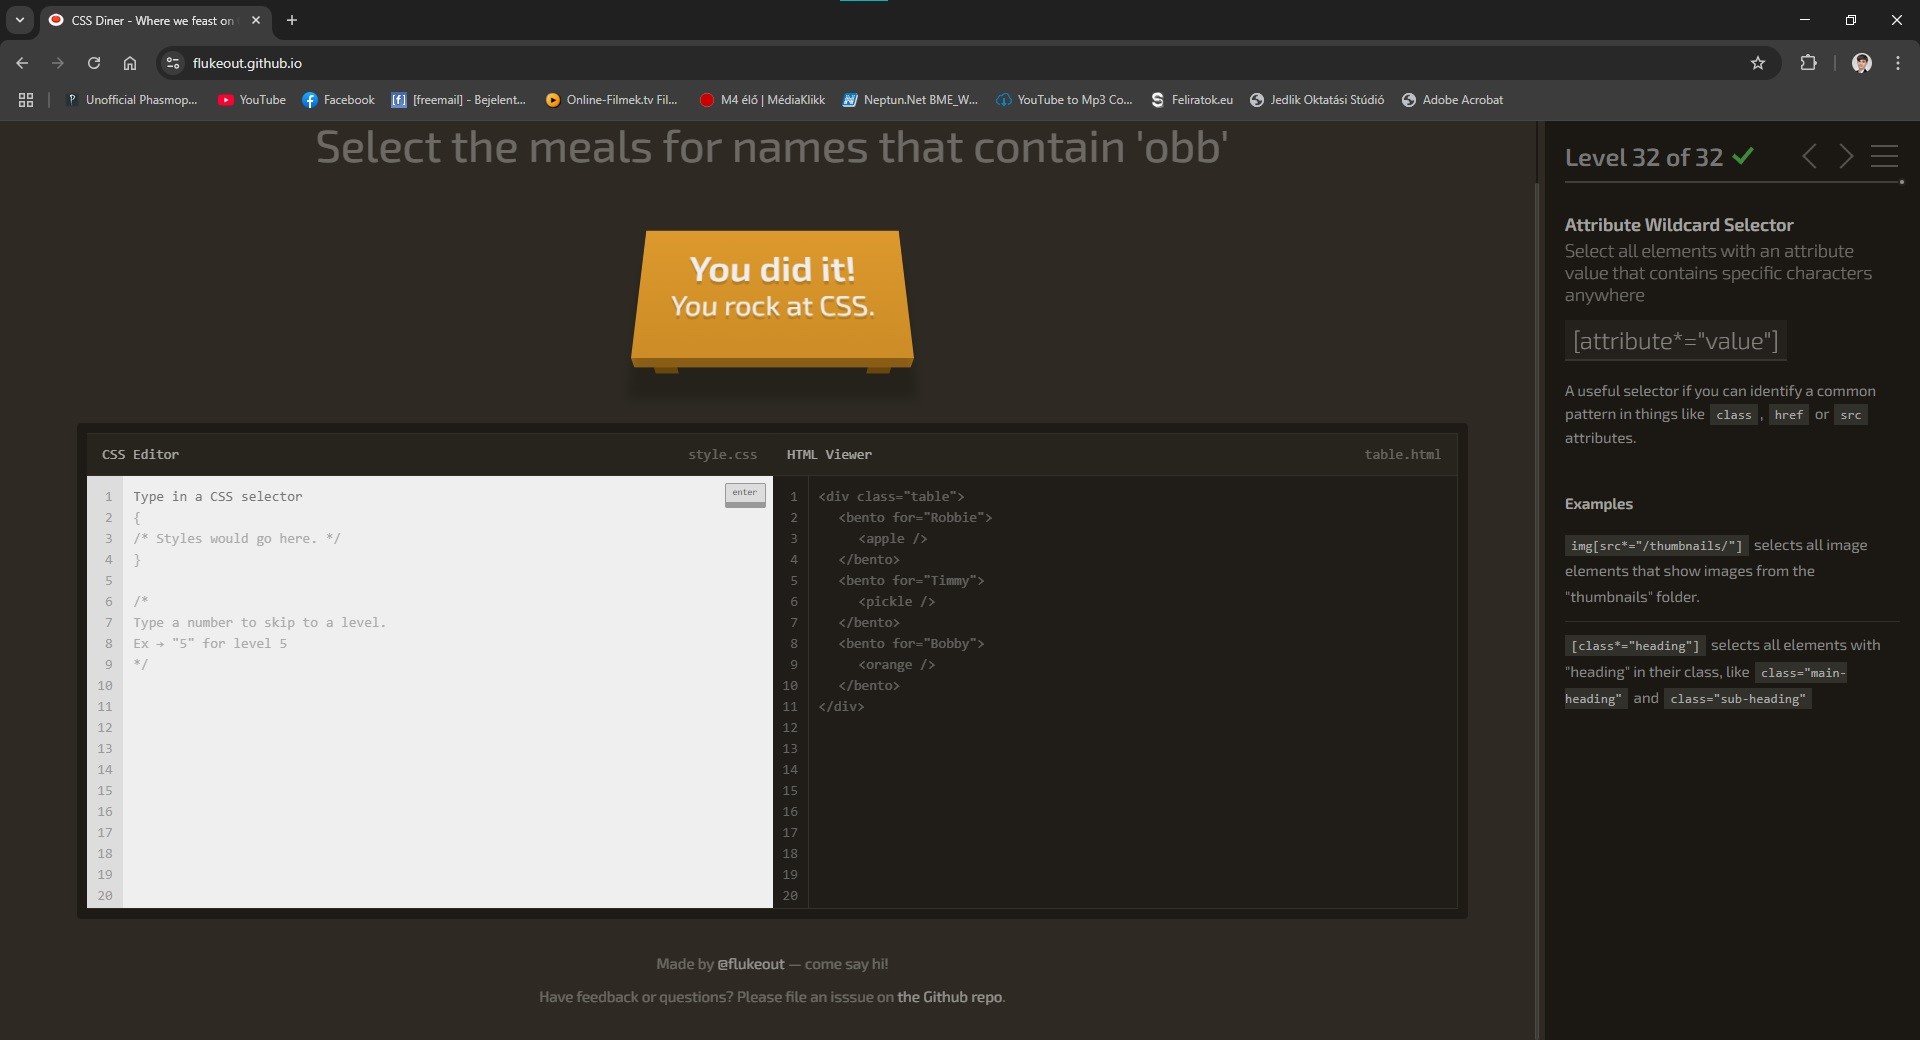 CSS Diner - Where we feast on
flukeout.github.io
Unofficial Phasmop...
YouTube
Facebook
[freemail] - Bejelent...
Online-Filmek.tv Fil...
M4 élő | MédiaKlikk
Neptun.Net BME_W...
YouTube to Mp3 Co...
Feliratok.eu
Jedlik Oktatási Stúdió
Adobe Acrobat
Select the meals for names that contain 'obb'
You did it!
You rock at CSS.
CSS Editor
style.css
1 Type in a CSS selector
enter
2 {
3 /* Styles would go here. */
4 }
5
6 /*
7 Type a number to skip to a level.
8 Ex → "5" for level 5
9 */
10
11
12
13
14
15
16
17
18
19
20
HTML Viewer
table.html
1 <div class="table">
2 <bento for="Robbie">
3 <apple />
4 </bento>
5 <bento for="Timmy">
6 <pickle />
7 </bento>
8 <bento for="Bobby">
9 <orange />
10 </bento>
11 </div>
12
13
14
15
16
17
18
19
20
Made by @flukeout — come say hi!
Have feedback or questions? Please file an isssue on the Github repo.
Level 32 of 32
Attribute Wildcard Selector
Select all elements with an attribute
value that contains specific characters
anywhere
[attribute*="value"]
A useful selector if you can identify a common
pattern in things like class, href or src
attributes.
Examples
img[src*="/thumbnails/"] selects all image
elements that show images from the
"thumbnails" folder.
[class*="heading"] selects all elements with
"heading" in their class, like class="main-
heading" and class="sub-heading"